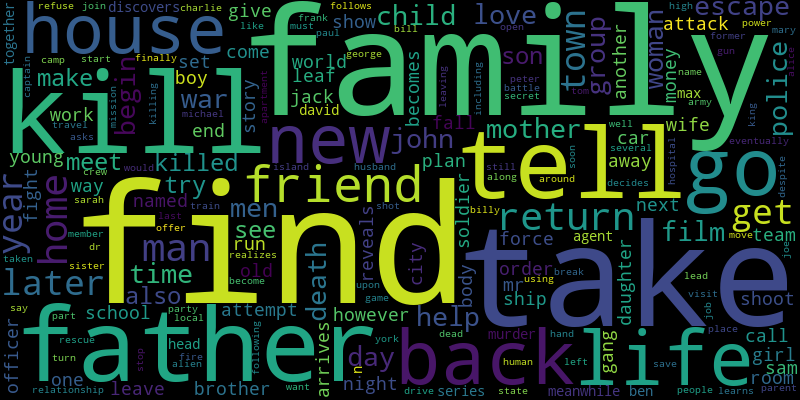 refuse join discovers charlie like frank follows high former power
together house give child love escape
camp start finally must paul bill open gun mary alice
captain come show town group woman attack
make set world son another money police
kill family
mission begin boy leaf george peter including name
work war story jack becomes secret battle leaving max army king
travel asks killing michael david apartment tom
end new john fall mother well several can wife
young meet killed plan away hospital eventually
year fight way try friend island husband still along around soon decides despite
sarah would tell go
home crew named men see reveals shot billy soldier return next get
dr member last train offer run city upon game force film move team
man find take
taken sister realizes become old body agent using break lead joe
later also time death however order daughter visit shoot
say part school party local attempt help mr ship job place
officer father rescue turn head fire alien following york dead murder hand gang call girl
one stop want day back life sam
relationship leave brother arrives night n drive series human state meanwhile left ben save people learns room parent